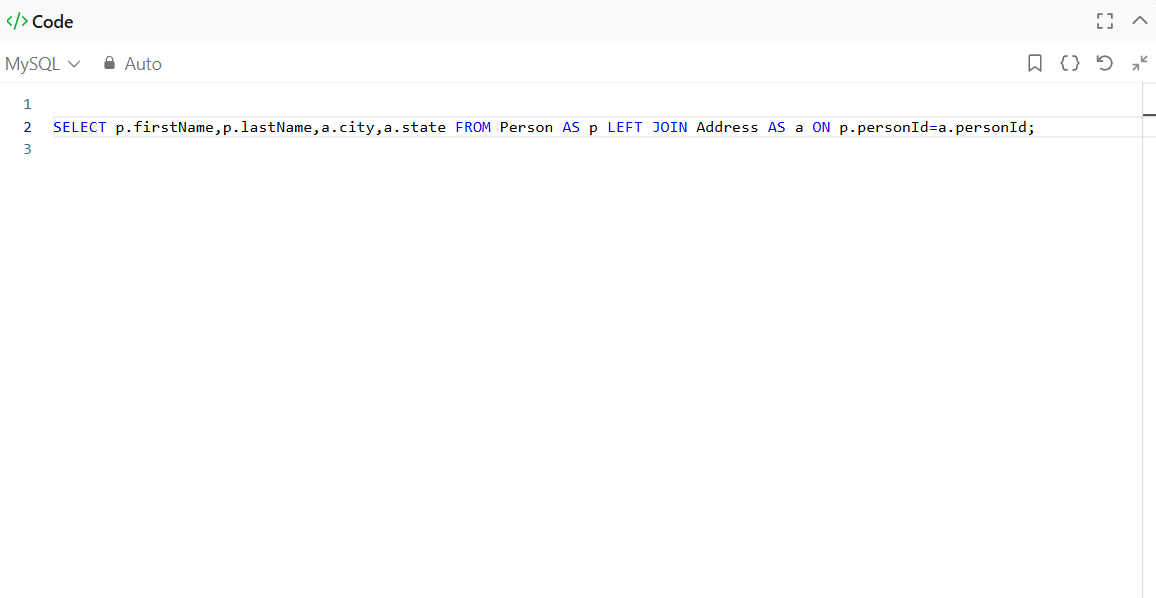 </> Code
MySQL Auto
1
2 SELECT p.firstName,p.lastName,a.city,a.state FROM Person AS p LEFT JOIN Address AS a ON p.personId=a.personId;
3